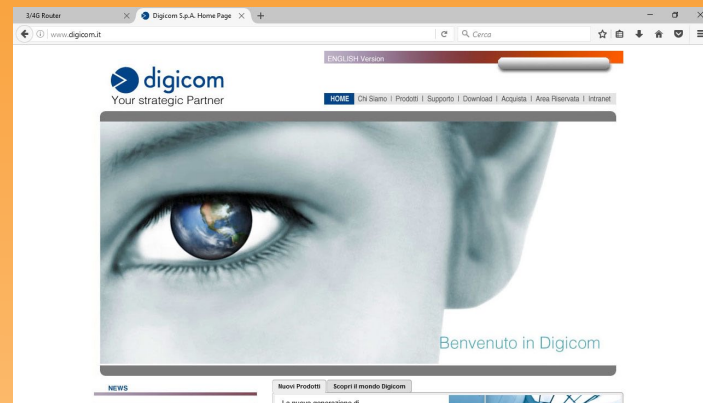 3/4G Router
Digicom S.p.A. Home Page
www.digicom.it
Cerca
ENGLISH Version
digicom
Your strategic Partner
HOME Chi Siamo | Prodotti | Supporto | Download | Acquista | Area Riservata | Intranet
Benvenuto in Digicom
NEWS
Nuovi Prodotti Scopri il mondo Digicom
La nuova generazione di